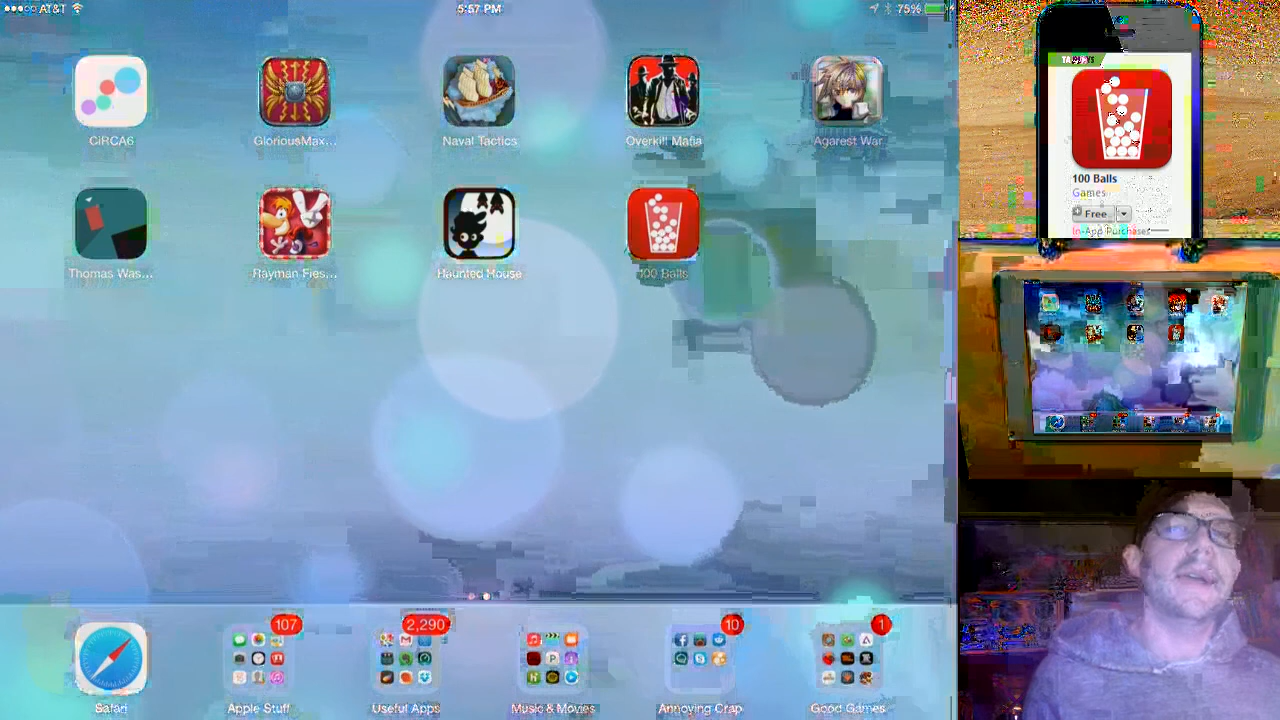 AT&T
5:57 PM
75%
CiRCA6
GloriousMax...
Naval Tactics
Overkill Mafia
Agarest War
Thomas Was...
Rayman Fies...
Haunted House
100 Balls
107
2,290
10
1
Safari
Apple Stuff
Useful Apps
Music & Movies
Annoying Crap
Good Games
100 Balls
Games
Free
In-App Purchases